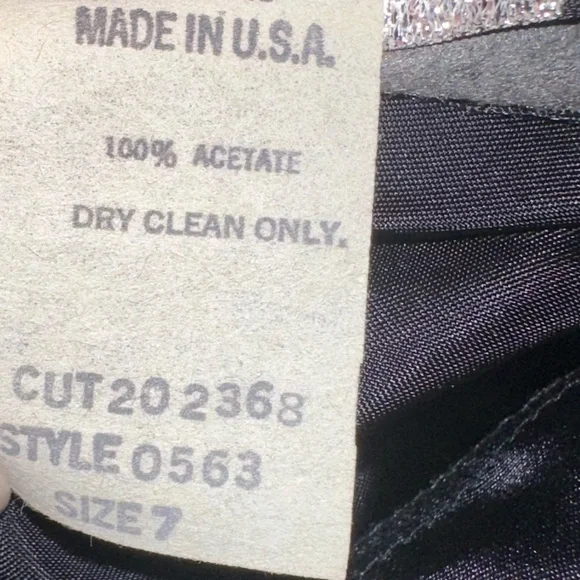 MADE IN U.S.A.
100% ACETATE
DRY CLEAN ONLY.
CUT 20 2368
STYLE 0563
SIZE 7